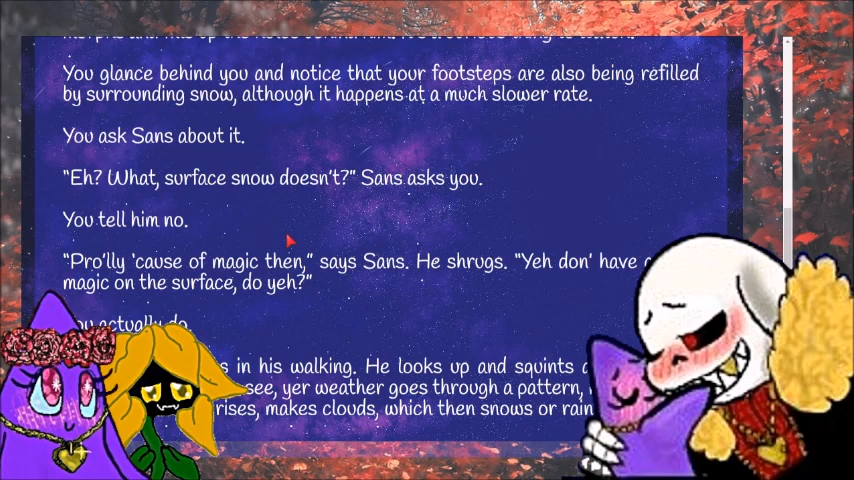 You glance behind you and notice that your footsteps are also being refilled
by surrounding snow, although it happens at a much slower rate.
You ask Sans about it.
“Eh? What, surface snow doesn’t?” Sans asks you.
You tell him no.
“Pro’lly ’cause of magic then,” says Sans. He shrugs. “Yeh don’ have
magic on the surface, do yeh?”
You actually do.
in his walking. He looks up and squints
see, yer weather goes through a pattern,
rises, makes clouds, which then snows or rain